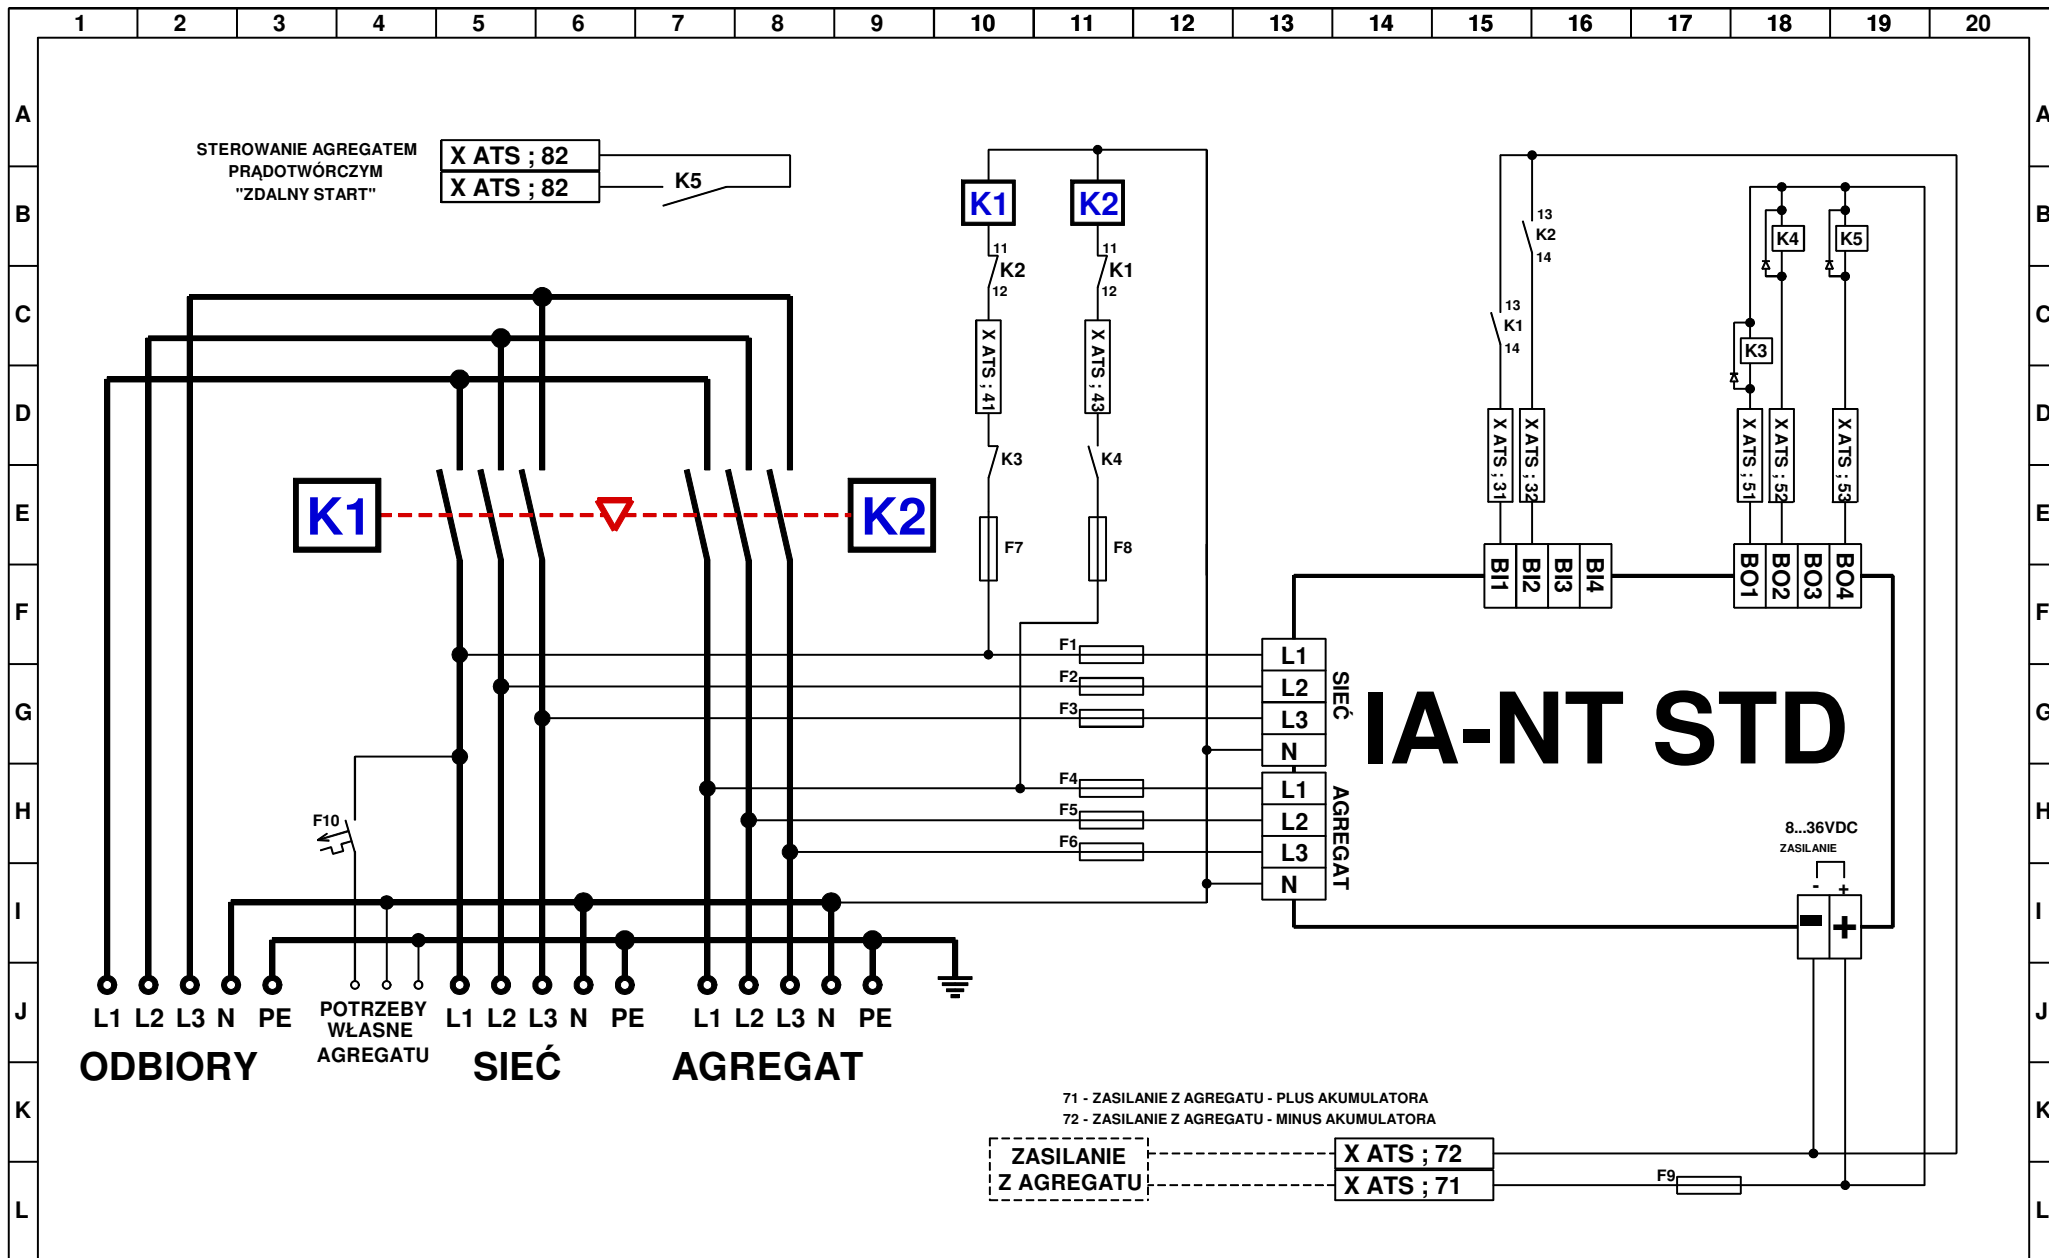 1 2 3 4 5 6 7 8 9 10 11 12 13 14 15 16 17 18 19 20
A A
B B
C C
D D
E E
F F
G G
H H
I I
J J
K K
L L
STEROWANIE AGREGATEM
PRĄDOTWÓRCZYM
"ZDALNY START"
X ATS ; 82
X ATS ; 82
K5
K1
K2
11
K2
12
11
K1
12
X ATS ; 41
X ATS ; 43
K3
K4
F7
F8
13
K2
14
13
K1
14
K4
K5
K3
X ATS ; 31
X ATS ; 32
X ATS ; 51
X ATS ; 52
X ATS ; 53
BI1
BI2
BI3
BI4
BO1
BO2
BO3
BO4
K1
K2
F1
F2
F3
F4
F5
F6
L1
L2
L3
N
SIEĆ
L1
L2
L3
N
AGREGAT
IA-NT STD
8...36VDC
ZASILANIE
- +
- +
F10
L1 L2 L3 N PE
ODBIORY
POTRZEBY
WŁASNE
AGREGATU
L1 L2 L3 N PE
SIEĆ
L1 L2 L3 N PE
AGREGAT
71 - ZASILANIE Z AGREGATU - PLUS AKUMULATORA
72 - ZASILANIE Z AGREGATU - MINUS AKUMULATORA
ZASILANIE
Z AGREGATU
X ATS ; 72
X ATS ; 71
F9